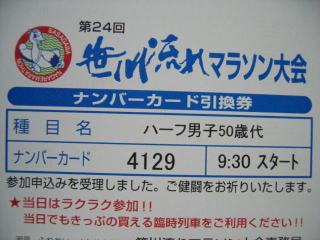 第24回
笹川流れマラソン大会
SASAGAWA NAGAREMARATHON
ナンバーカード引換券
種目名 ハーフ男子50歳代
ナンバーカード 4129 9:30 スタート
参加申込みを受理しました。ご健闘をお祈りいたします。
★当日はラクラク参加!!
当日でもきっぷの買える臨時列車をご利用ください!!